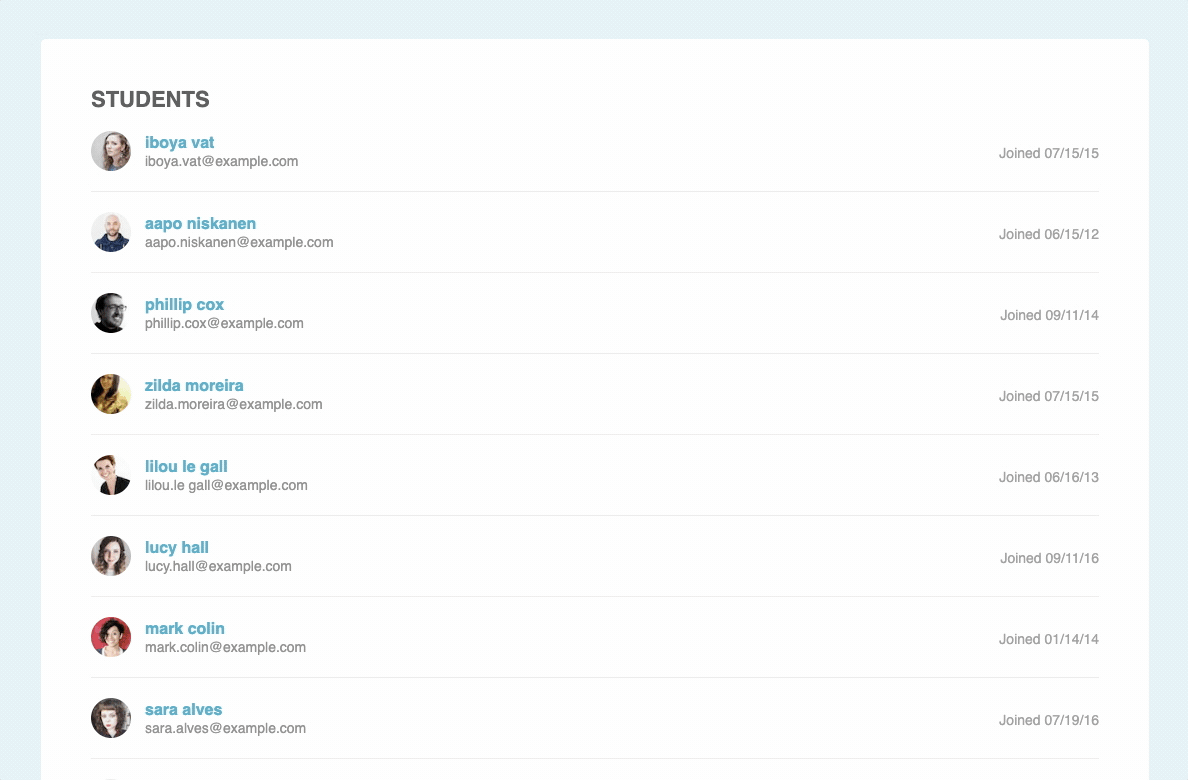 STUDENTS
iboya vat
iboya.vat@example.com
Joined 07/15/15
aapo niskanen
aapo.niskanen@example.com
Joined 06/15/12
phillip cox
phillip.cox@example.com
Joined 09/11/14
zilda moreira
zilda.moreira@example.com
Joined 07/15/15
lilou le gall
lilou.le gall@example.com
Joined 06/16/13
lucy hall
lucy.hall@example.com
Joined 09/11/16
mark colin
mark.colin@example.com
Joined 01/14/14
sara alves
sara.alves@example.com
Joined 07/19/16